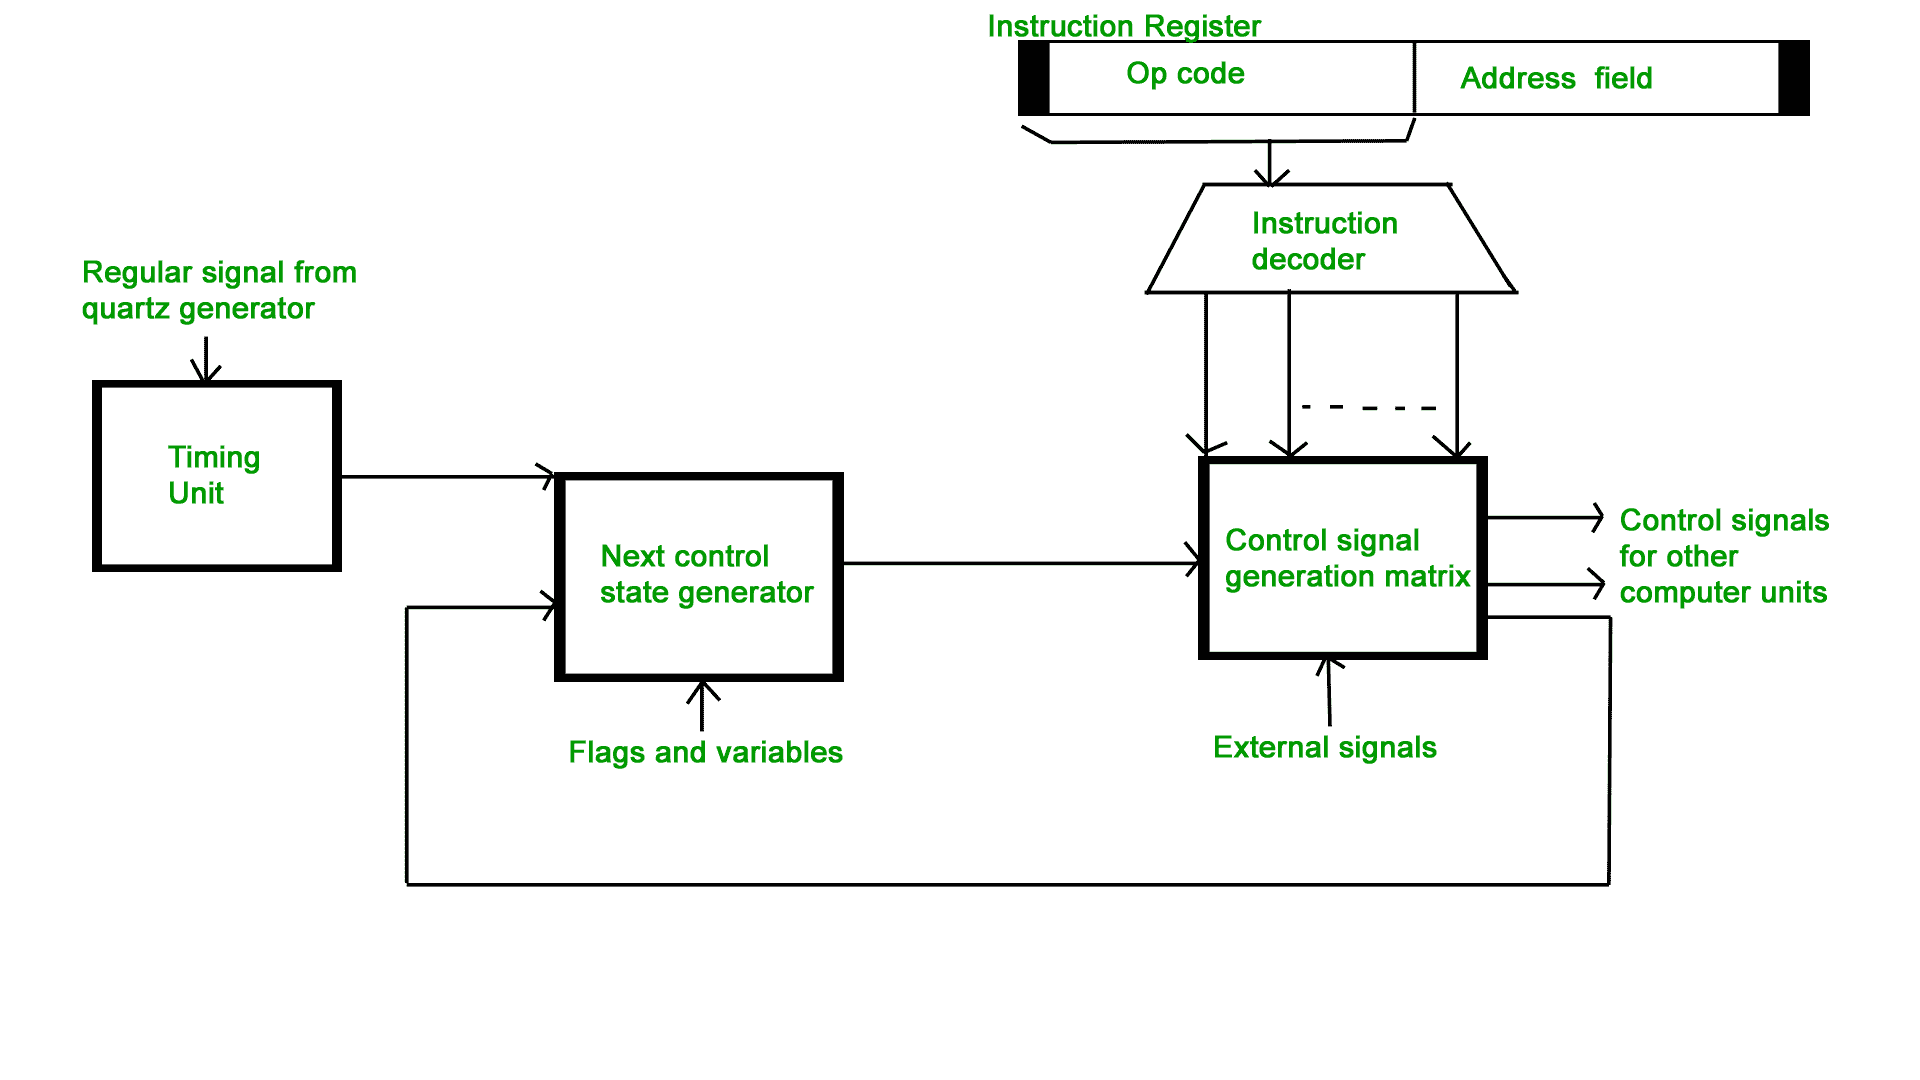 Instruction Register
Op code
Address field
Instruction
decoder
Regular signal from
quartz generator
Timing
Unit
Next control
state generator
Control signal
generation matrix
Control signals
for other
computer units
Flags and variables
External signals